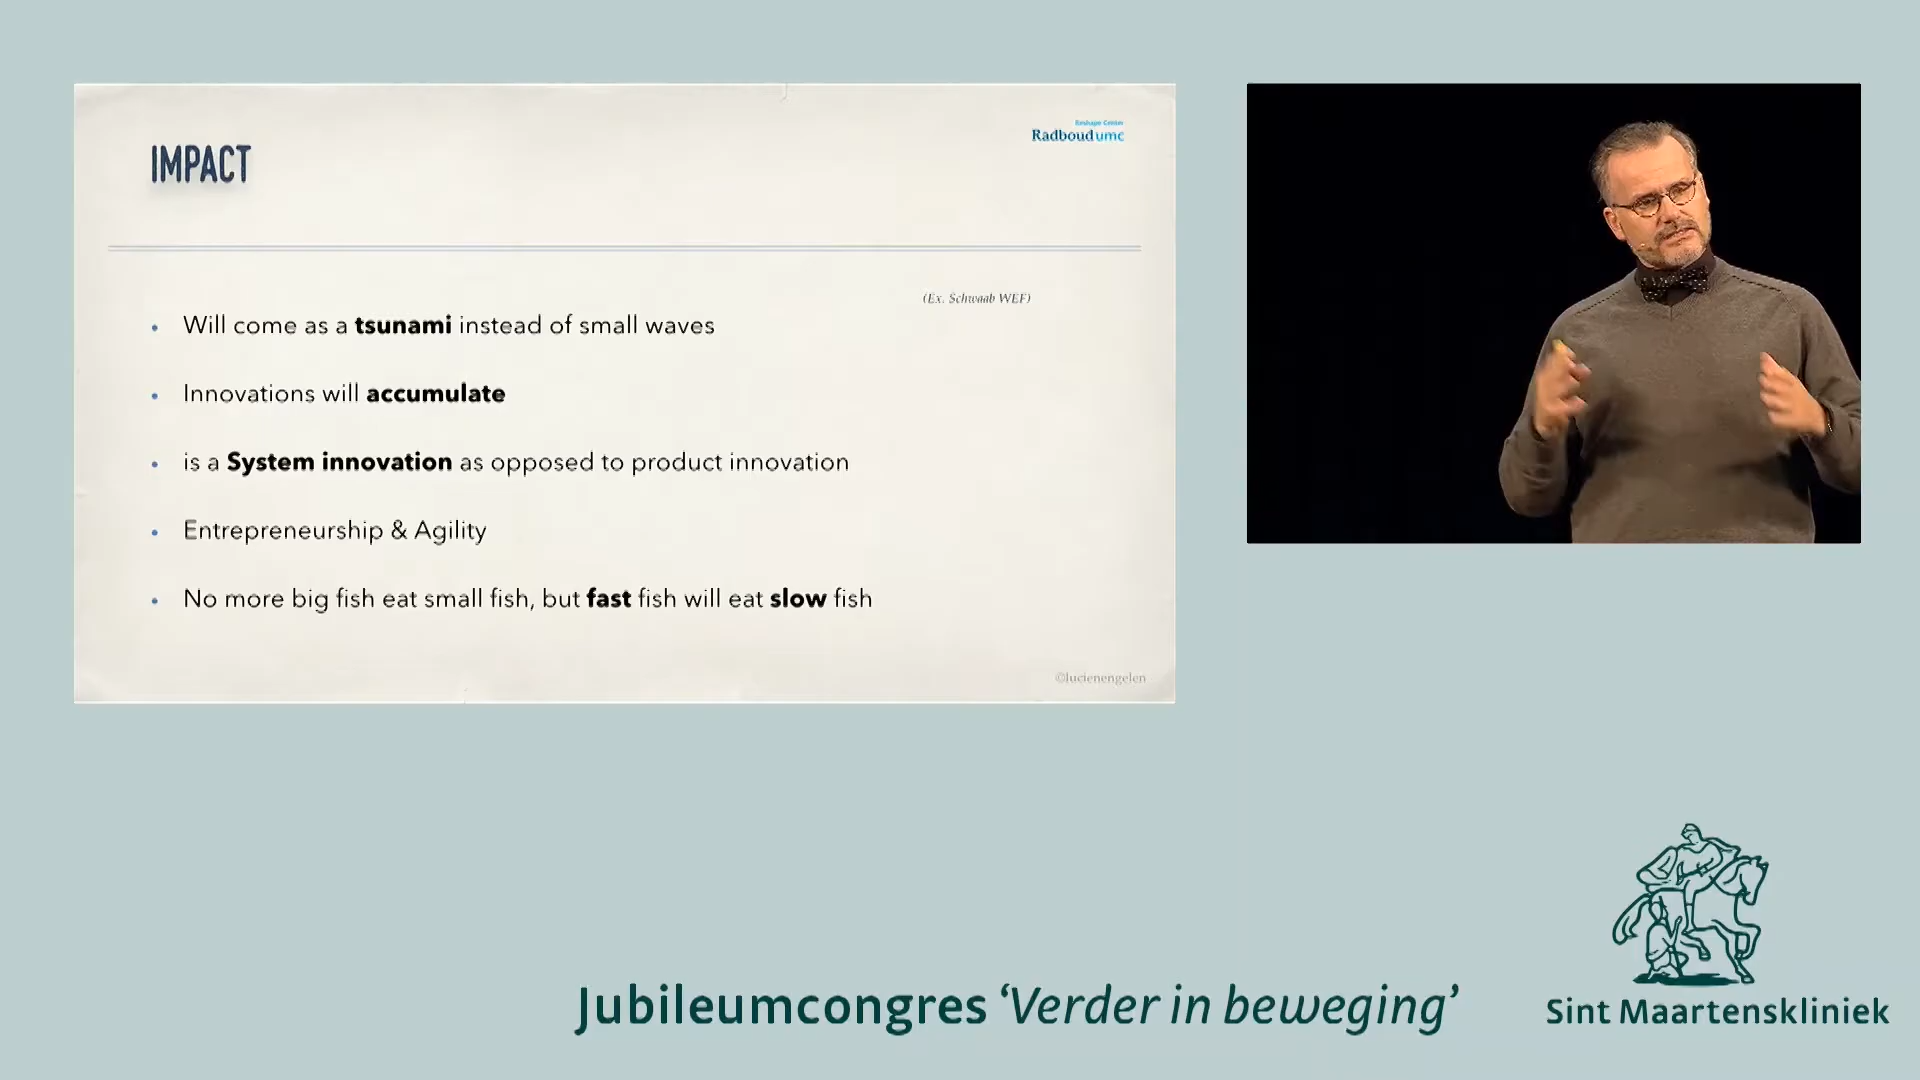 IMPACT
Reshape Center
Radboudumc
(Ex. Schwaab WEF)
• Will come as a tsunami instead of small waves
• Innovations will accumulate
• is a System innovation as opposed to product innovation
• Entrepreneurship & Agility
• No more big fish eat small fish, but fast fish will eat slow fish
©lucienengelen
Jubileumcongres ‘Verder in beweging’
Sint Maartenskliniek